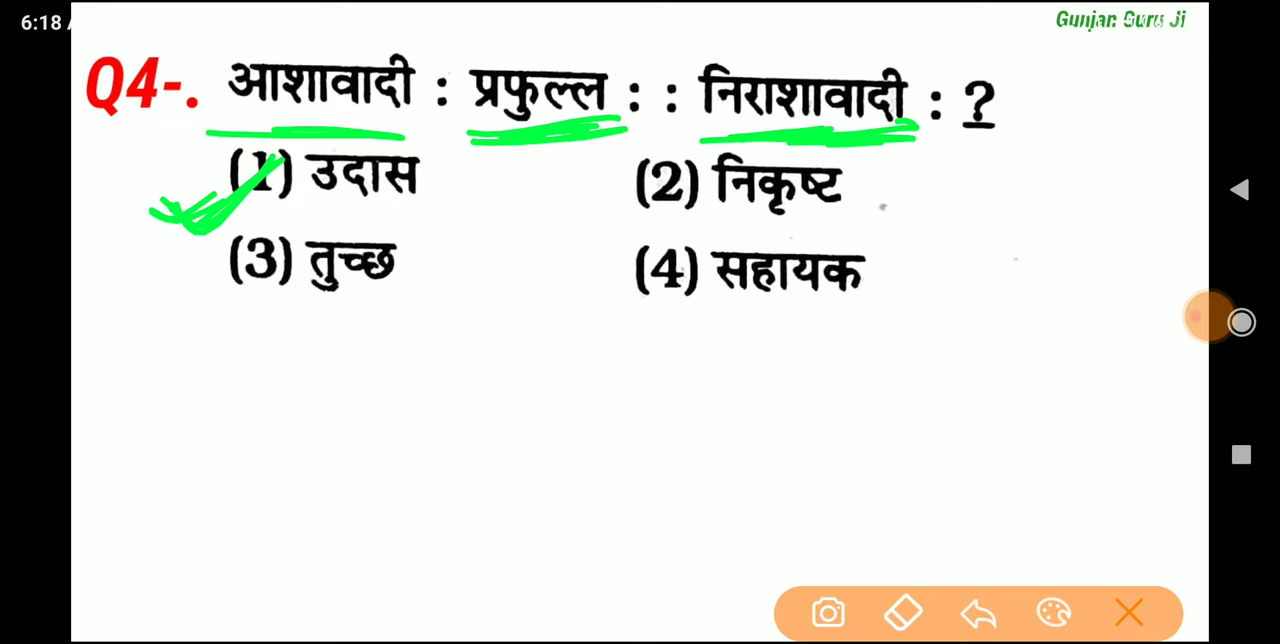 6:18
Gunjan Guru Ji
Q4-. आशावादी : प्रफुल्ल : : निराशावादी : ?
(1) उदास (2) निकृष्ट
(3) तुच्छ (4) सहायक